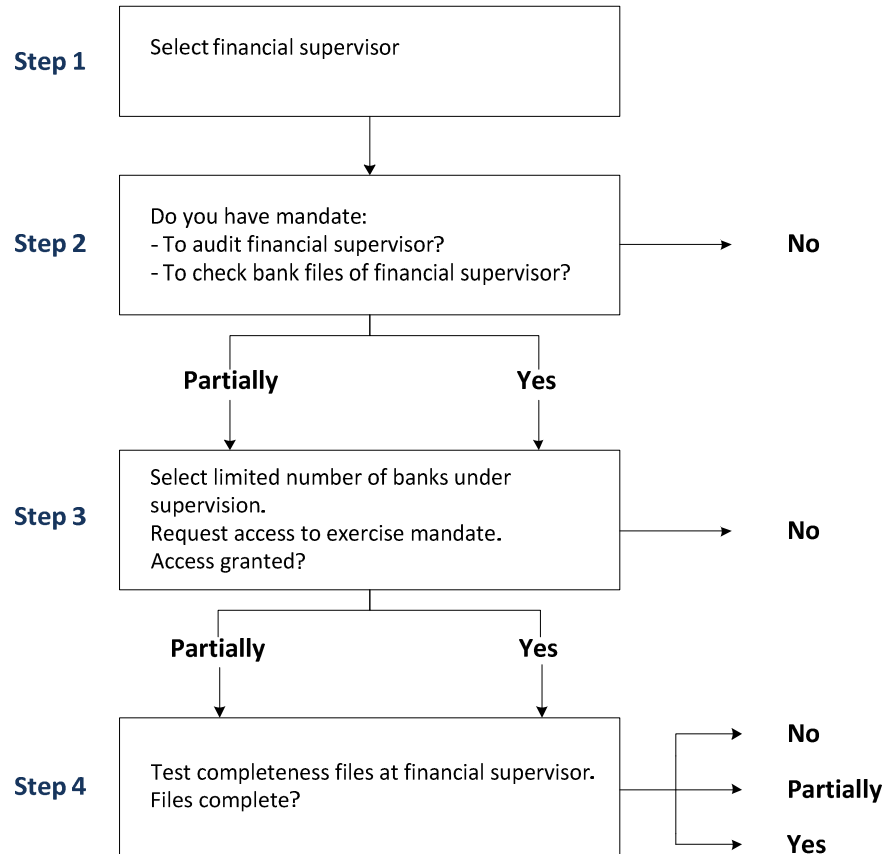 Step 1
Select financial supervisor
Step 2
Do you have mandate:
- To audit financial supervisor?
- To check bank files of financial supervisor?
No
Partially
Yes
Step 3
Select limited number of banks under
supervision.
Request access to exercise mandate.
Access granted?
No
Partially
Yes
Step 4
Test completeness files at financial supervisor.
Files complete?
No
Partially
Yes